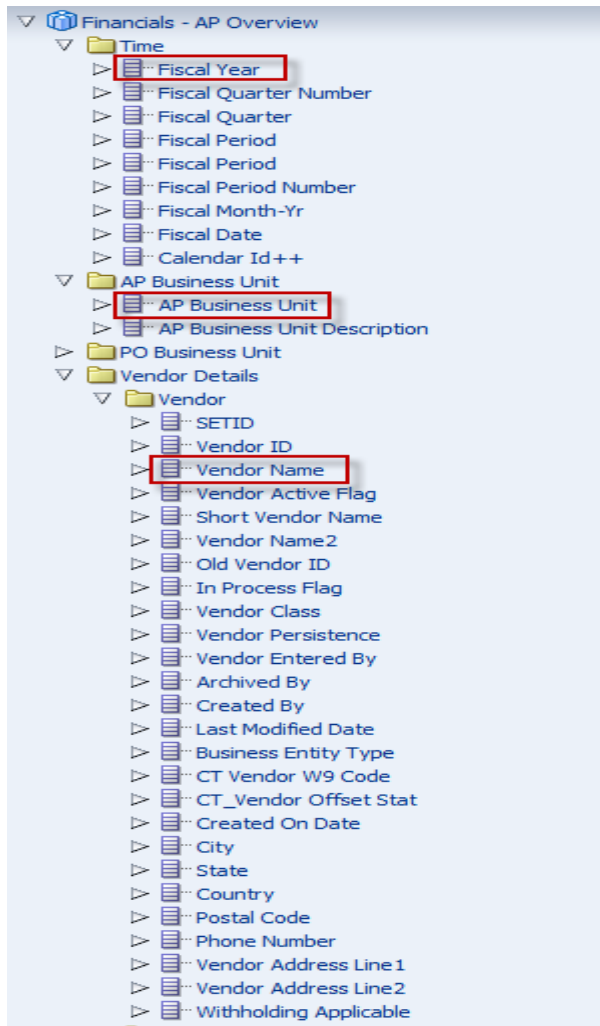 Financials - AP Overview
Time
Fiscal Year
Fiscal Quarter Number
Fiscal Quarter
Fiscal Period
Fiscal Period
Fiscal Period Number
Fiscal Month-Yr
Fiscal Date
Calendar Id++
AP Business Unit
AP Business Unit
AP Business Unit Description
PO Business Unit
Vendor Details
Vendor
SETID
Vendor ID
Vendor Name
Vendor Active Flag
Short Vendor Name
Vendor Name2
Old Vendor ID
In Process Flag
Vendor Class
Vendor Persistence
Vendor Entered By
Archived By
Created By
Last Modified Date
Business Entity Type
CT Vendor W9 Code
CT_Vendor Offset Stat
Created On Date
City
State
Country
Postal Code
Phone Number
Vendor Address Line1
Vendor Address Line2
Withholding Applicable